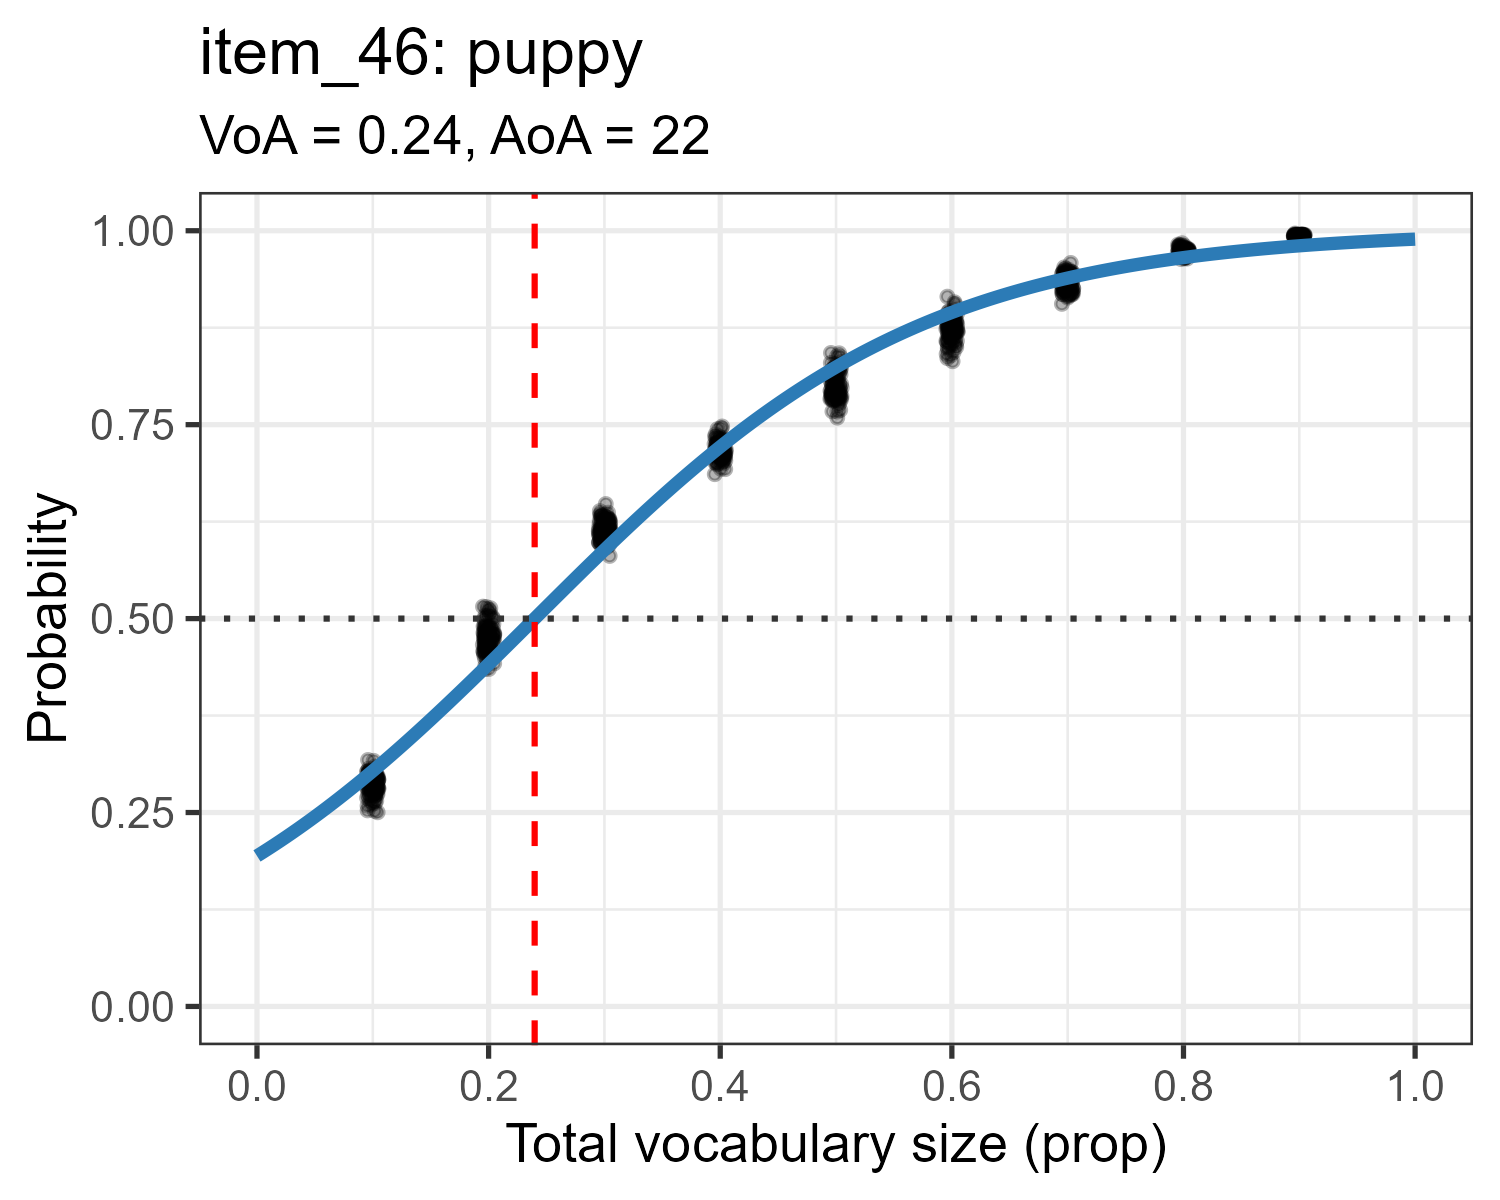 item_46: puppy
VoA = 0.24, AoA = 22
1.00
0.75
0.50
0.25
0.00
Probability
0.0 0.2 0.4 0.6 0.8 1.0
Total vocabulary size (prop)